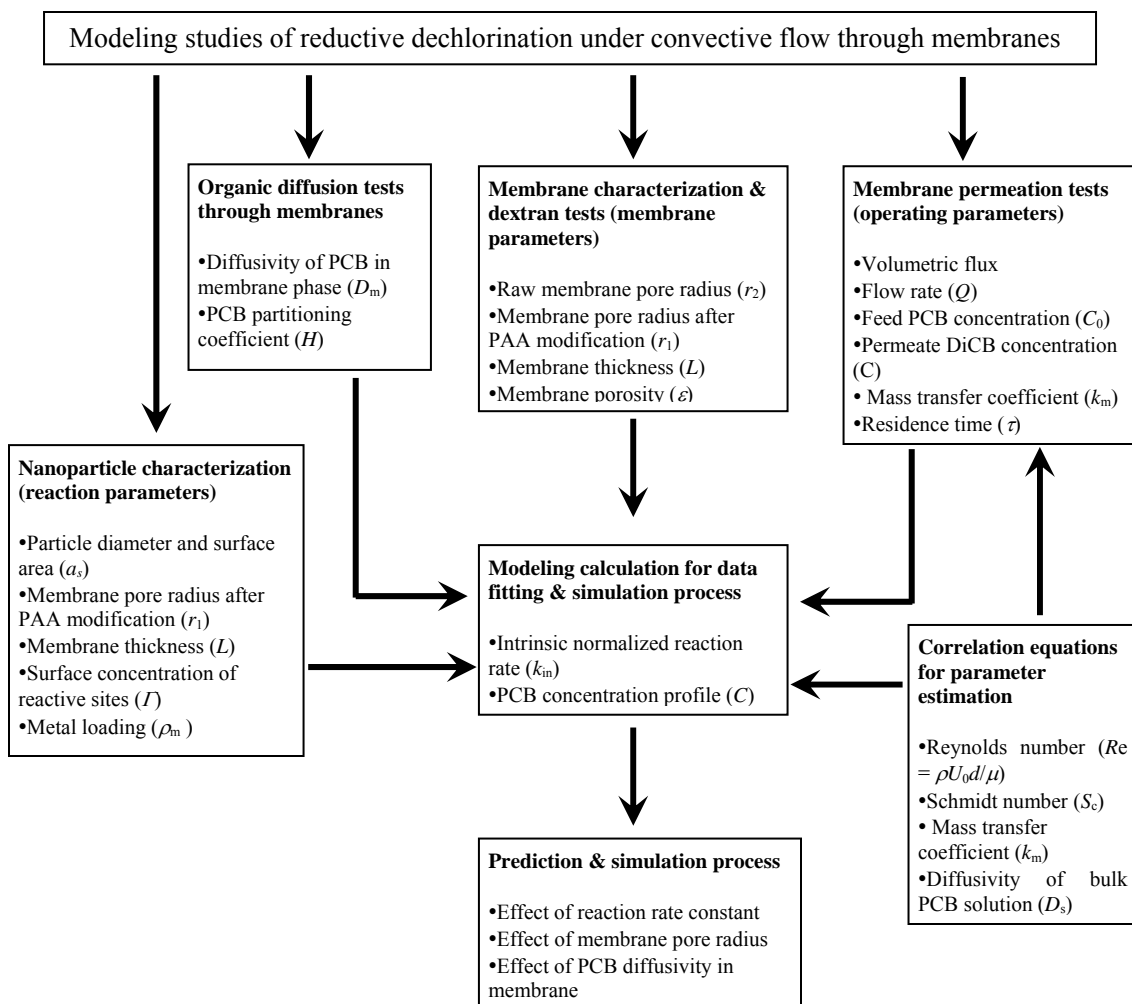 Modeling studies of reductive dechlorination under convective flow through membranes
Organic diffusion tests
through membranes
•Diffusivity of PCB in
membrane phase (Dm)
•PCB partitioning
coefficient (H)
Membrane characterization &
dextran tests (membrane
parameters)
•Raw membrane pore radius (r2)
•Membrane pore radius after
PAA modification (r1)
•Membrane thickness (L)
•Membrane porosity (ε)
Membrane permeation tests
(operating parameters)
•Volumetric flux
•Flow rate (Q)
•Feed PCB concentration (C0)
•Permeate DiCB concentration
(C)
• Mass transfer coefficient (km)
•Residence time (τ)
Nanoparticle characterization
(reaction parameters)
•Particle diameter and surface
area (as)
•Membrane pore radius after
PAA modification (r1)
•Membrane thickness (L)
•Surface concentration of
reactive sites (Γ)
•Metal loading (ρm )
Modeling calculation for data
fitting & simulation process
•Intrinsic normalized reaction
rate (kin)
•PCB concentration profile (C)
Correlation equations
for parameter
estimation
•Reynolds number (Re
= ρU0d/μ)
•Schmidt number (Sc)
• Mass transfer
coefficient (km)
•Diffusivity of bulk
PCB solution (Ds)
Prediction & simulation process
•Effect of reaction rate constant
•Effect of membrane pore radius
•Effect of PCB diffusivity in
membrane